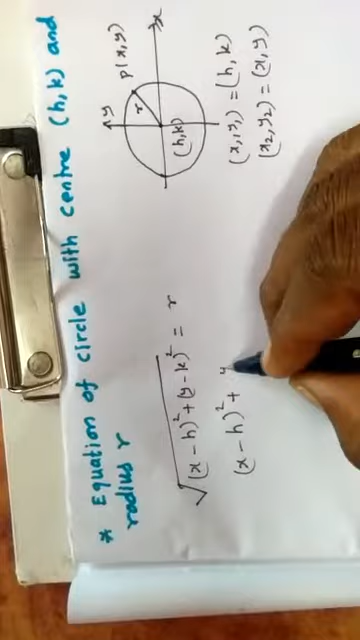 * Equation of circle with centre (h,k) and
radius r
y
x
P(x,y)
r
(h,k)
(x₁,y₁) = (h,k)
(x₂,y₂) = (x,y)
√(x-h)²+(y-k)² = r
(x-h)²+